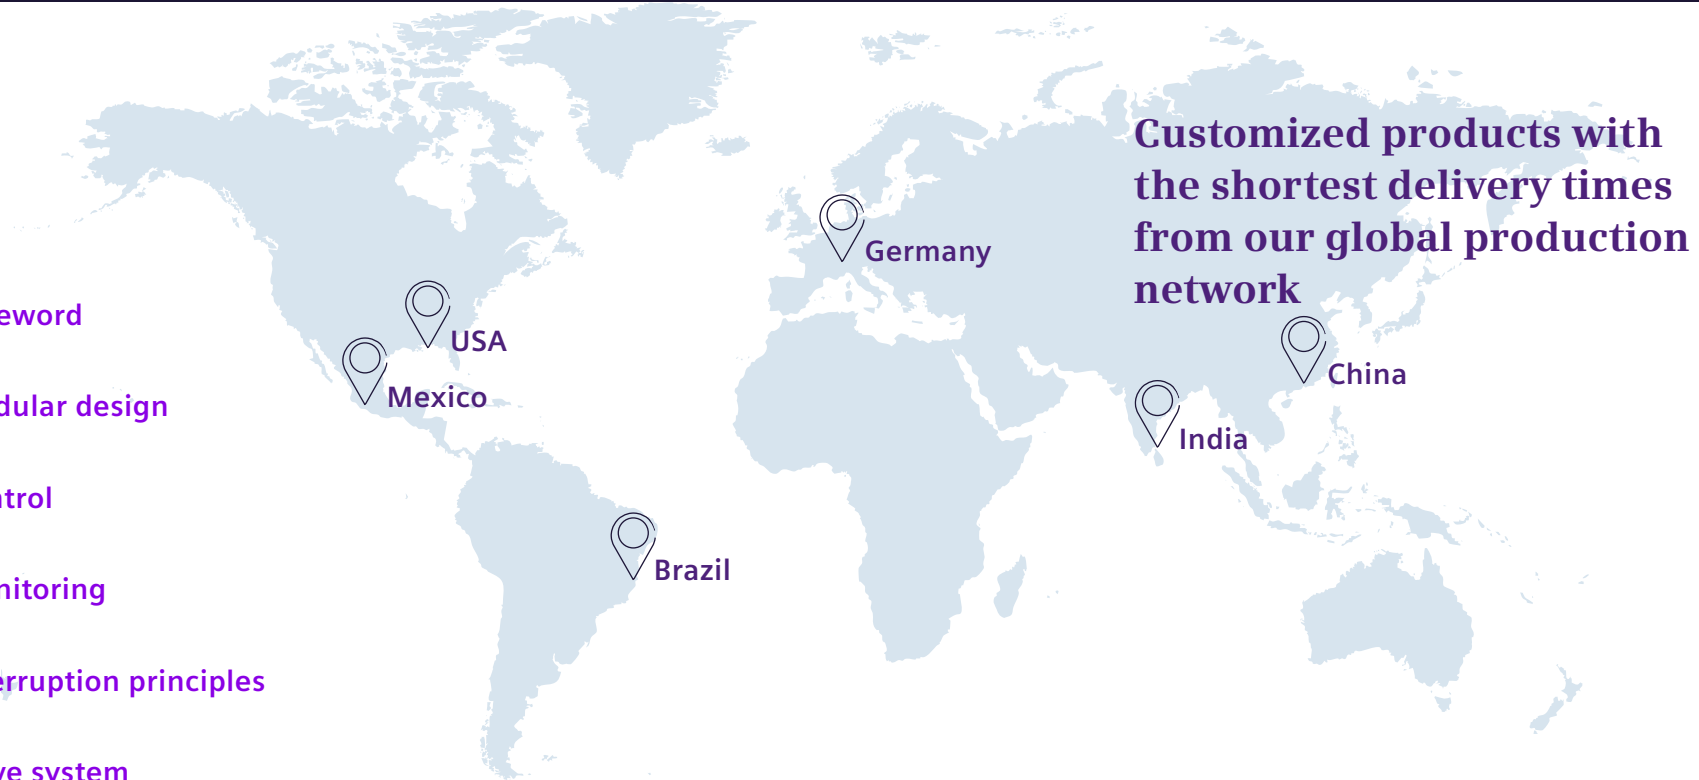 Customized products with
the shortest delivery times
from our global production
network
Germany
USA
Mexico
China
India
Brazil
eword
dular design
ntrol
nitoring
erruption principles
ve system